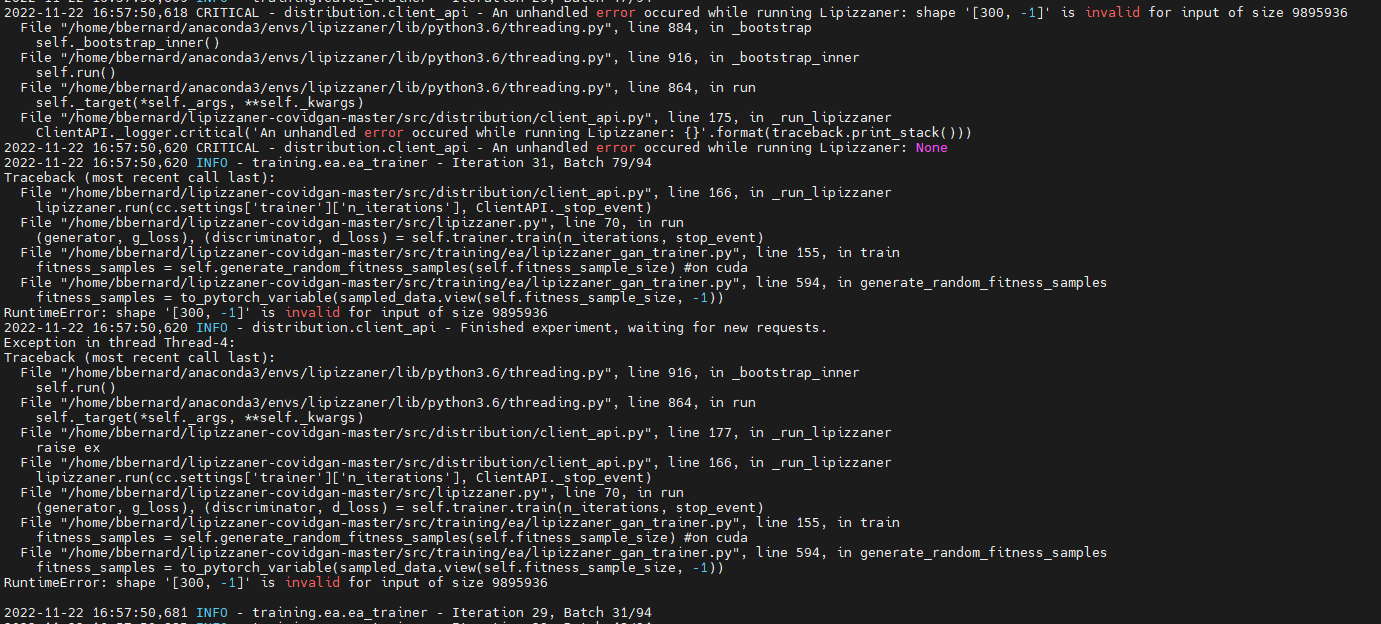 2022-11-22 16:57:50,618 CRITICAL - distribution.client_api - An unhandled error occured while running Lipizzaner: shape '[300, -1]' is invalid for input of size 9895936
  File "/home/bbernard/anaconda3/envs/lipizzaner/lib/python3.6/threading.py", line 884, in _bootstrap
    self._bootstrap_inner()
  File "/home/bbernard/anaconda3/envs/lipizzaner/lib/python3.6/threading.py", line 916, in _bootstrap_inner
    self.run()
  File "/home/bbernard/anaconda3/envs/lipizzaner/lib/python3.6/threading.py", line 864, in run
    self._target(*self._args, **self._kwargs)
  File "/home/bbernard/lipizzaner-covidgan-master/src/distribution/client_api.py", line 175, in _run_lipizzaner
    ClientAPI._logger.critical('An unhandled error occured while running Lipizzaner: {}'.format(traceback.print_stack()))
2022-11-22 16:57:50,620 CRITICAL - distribution.client_api - An unhandled error occured while running Lipizzaner: None
2022-11-22 16:57:50,620 INFO - training.ea.ea_trainer - Iteration 31, Batch 79/94
Traceback (most recent call last):
  File "/home/bbernard/lipizzaner-covidgan-master/src/distribution/client_api.py", line 166, in _run_lipizzaner
    lipizzaner.run(cc.settings['trainer']['n_iterations'], ClientAPI._stop_event)
  File "/home/bbernard/lipizzaner-covidgan-master/src/lipizzaner.py", line 70, in run
    (generator, g_loss), (discriminator, d_loss) = self.trainer.train(n_iterations, stop_event)
  File "/home/bbernard/lipizzaner-covidgan-master/src/training/ea/lipizzaner_gan_trainer.py", line 155, in train
    fitness_samples = self.generate_random_fitness_samples(self.fitness_sample_size) #on cuda
  File "/home/bbernard/lipizzaner-covidgan-master/src/training/ea/lipizzaner_gan_trainer.py", line 594, in generate_random_fitness_samples
    fitness_samples = to_pytorch_variable(sampled_data.view(self.fitness_sample_size, -1))
RuntimeError: shape '[300, -1]' is invalid for input of size 9895936
2022-11-22 16:57:50,620 INFO - distribution.client_api - Finished experiment, waiting for new requests.
Exception in thread Thread-4:
Traceback (most recent call last):
  File "/home/bbernard/anaconda3/envs/lipizzaner/lib/python3.6/threading.py", line 916, in _bootstrap_inner
    self.run()
  File "/home/bbernard/anaconda3/envs/lipizzaner/lib/python3.6/threading.py", line 864, in run
    self._target(*self._args, **self._kwargs)
  File "/home/bbernard/lipizzaner-covidgan-master/src/distribution/client_api.py", line 177, in _run_lipizzaner
    raise ex
  File "/home/bbernard/lipizzaner-covidgan-master/src/distribution/client_api.py", line 166, in _run_lipizzaner
    lipizzaner.run(cc.settings['trainer']['n_iterations'], ClientAPI._stop_event)
  File "/home/bbernard/lipizzaner-covidgan-master/src/lipizzaner.py", line 70, in run
    (generator, g_loss), (discriminator, d_loss) = self.trainer.train(n_iterations, stop_event)
  File "/home/bbernard/lipizzaner-covidgan-master/src/training/ea/lipizzaner_gan_trainer.py", line 155, in train
    fitness_samples = self.generate_random_fitness_samples(self.fitness_sample_size) #on cuda
  File "/home/bbernard/lipizzaner-covidgan-master/src/training/ea/lipizzaner_gan_trainer.py", line 594, in generate_random_fitness_samples
    fitness_samples = to_pytorch_variable(sampled_data.view(self.fitness_sample_size, -1))
RuntimeError: shape '[300, -1]' is invalid for input of size 9895936

2022-11-22 16:57:50,681 INFO - training.ea.ea_trainer - Iteration 29, Batch 31/94